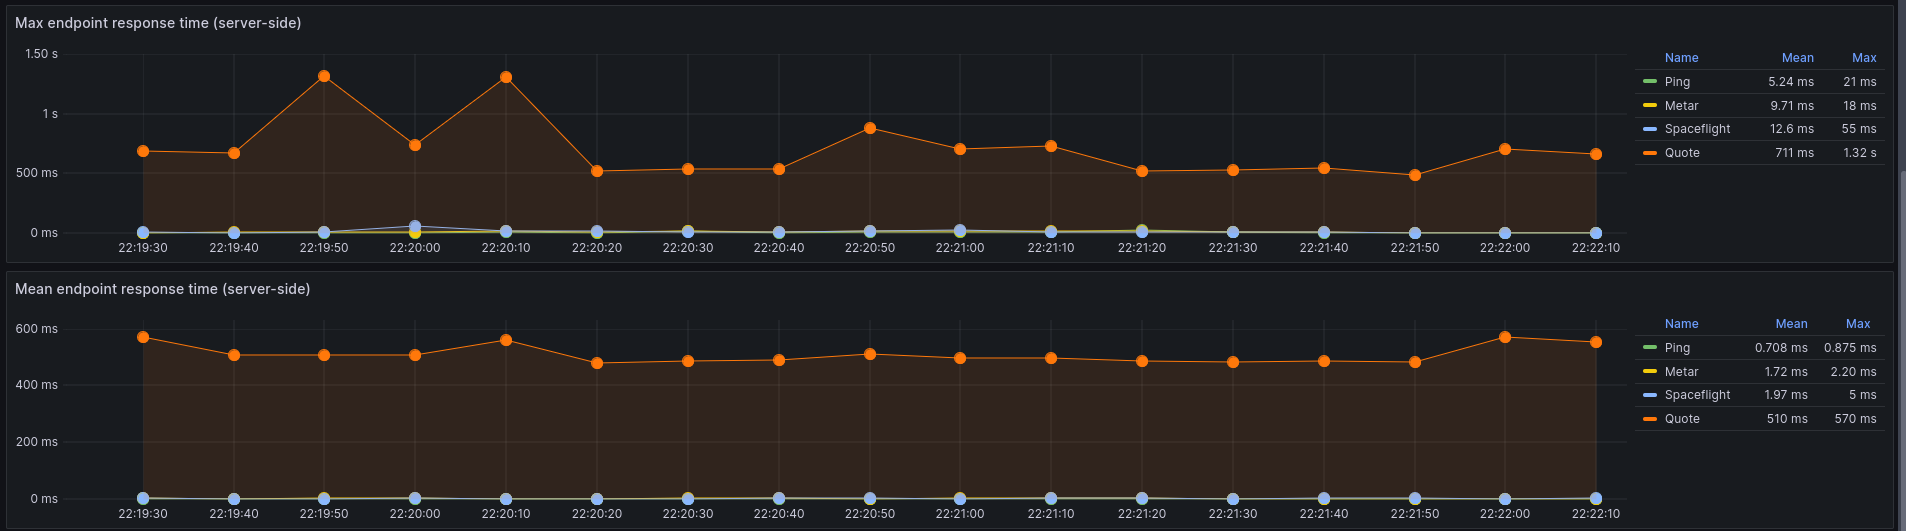 Max endpoint response time (server-side)
1.50 s
1 s
500 ms
0 ms
22:19:30 22:19:40 22:19:50 22:20:00 22:20:10 22:20:20 22:20:30 22:20:40 22:20:50 22:21:00 22:21:10 22:21:20 22:21:30 22:21:40 22:21:50 22:22:00 22:22:10
Name Mean Max
Ping 5.24 ms 21 ms
Metar 9.71 ms 18 ms
Spaceflight 12.6 ms 55 ms
Quote 711 ms 1.32 s
Mean endpoint response time (server-side)
600 ms
400 ms
200 ms
0 ms
22:19:30 22:19:40 22:19:50 22:20:00 22:20:10 22:20:20 22:20:30 22:20:40 22:20:50 22:21:00 22:21:10 22:21:20 22:21:30 22:21:40 22:21:50 22:22:00 22:22:10
Name Mean Max
Ping 0.708 ms 0.875 ms
Metar 1.72 ms 2.20 ms
Spaceflight 1.97 ms 5 ms
Quote 510 ms 570 ms